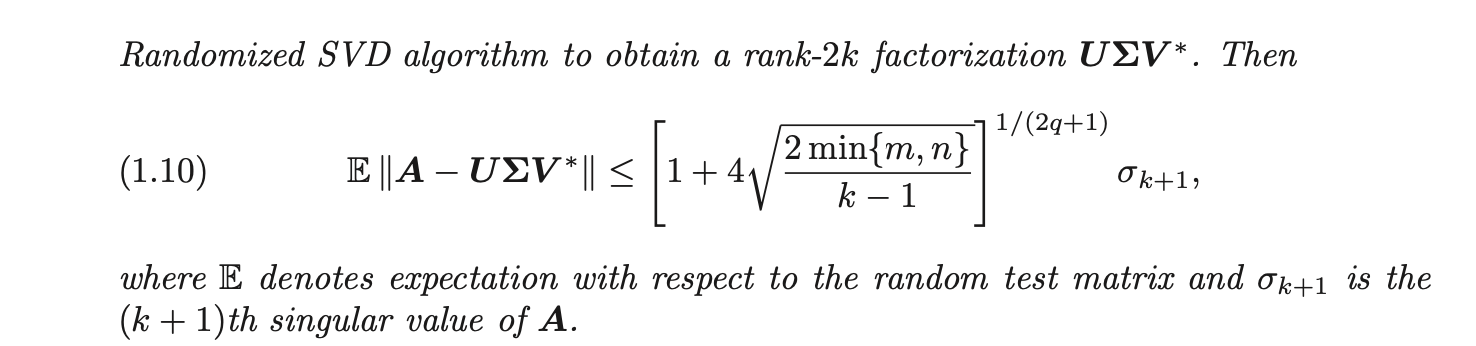 Randomized SVD algorithm to obtain a rank-2k factorization UΣV*. Then
(1.10) 𝔼 ‖A − UΣV*‖ ≤ [1 + 4√(2 min{m, n} / (k − 1))]^{1/(2q+1)} σ_{k+1},
where 𝔼 denotes expectation with respect to the random test matrix and σ_{k+1} is the
(k + 1)th singular value of A.